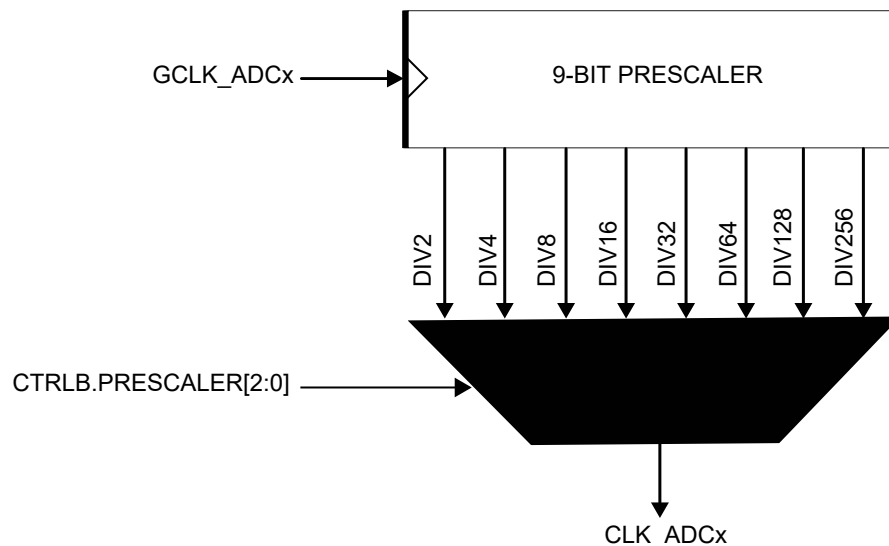 GCLK_ADCx
9-BIT PRESCALER
DIV2
DIV4
DIV8
DIV16
DIV32
DIV64
DIV128
DIV256
CTRLB.PRESCALER[2:0]
CLK_ADCx